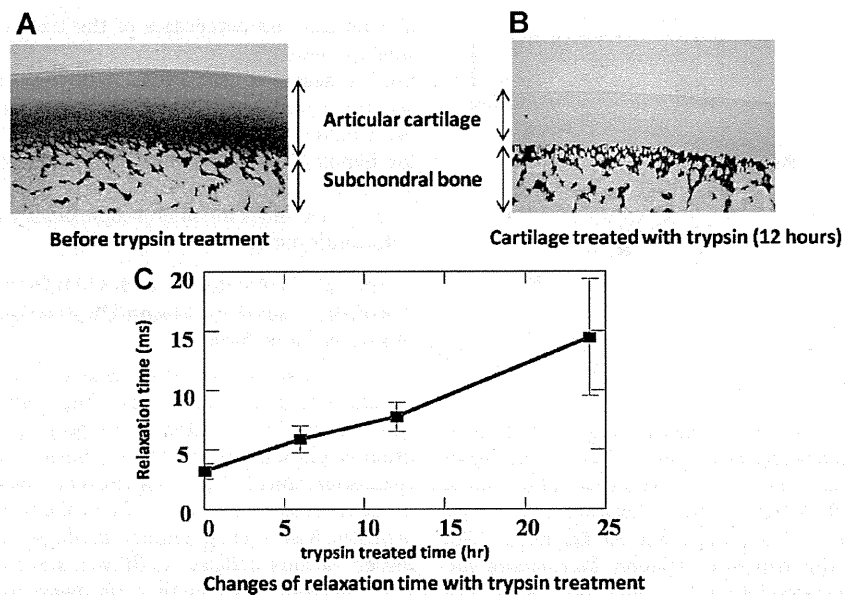 A
B
Articular cartilage
Subchondral bone
Before trypsin treatment
Cartilage treated with trypsin (12 hours)
C
20
15
10
5
0
Relaxation time (ms)
0 5 10 15 20 25
trypsin treated time (hr)
Changes of relaxation time with trypsin treatment